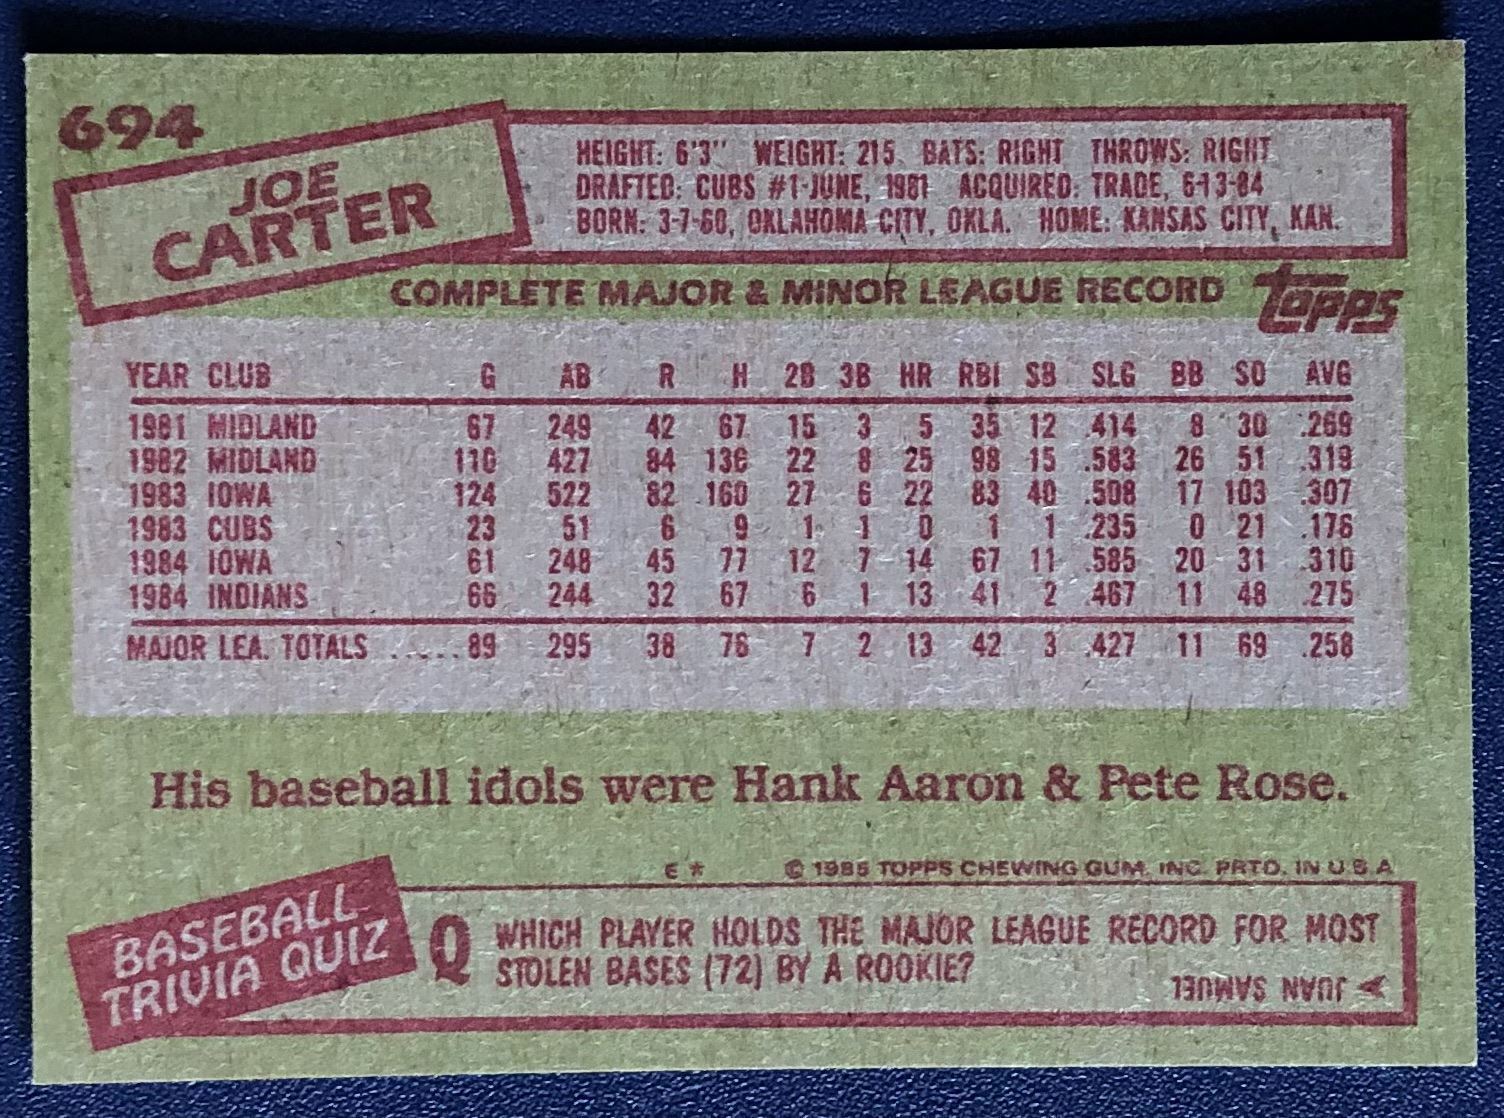 694
JOE
CARTER
HEIGHT: 6'3" WEIGHT: 215 BATS: RIGHT THROWS: RIGHT
DRAFTED: CUBS #1-JUNE, 1981 ACQUIRED: TRADE, 6-13-84
BORN: 3-7-60, OKLAHOMA CITY, OKLA. HOME: KANSAS CITY, KAN.
COMPLETE MAJOR & MINOR LEAGUE RECORD
topps
YEAR CLUB G AB R H 2B 3B HR RBI SB SLG BB SO AVG
1981 MIDLAND 67 249 42 67 15 3 5 35 12 .414 8 30 .269
1982 MIDLAND 110 427 84 136 22 8 25 98 15 .583 26 51 .319
1983 IOWA 124 522 82 160 27 6 22 83 40 .508 17 103 .307
1983 CUBS 23 51 6 9 1 1 0 1 1 .235 0 21 .176
1984 IOWA 61 248 45 77 12 7 14 67 11 .585 20 31 .310
1984 INDIANS 66 244 32 67 6 1 13 41 2 .467 11 48 .275
MAJOR LEA. TOTALS ..... 89 295 38 76 7 2 13 42 3 .427 11 69 .258
His baseball idols were Hank Aaron & Pete Rose.
E * © 1985 TOPPS CHEWING GUM, INC. PRTD. IN U.S.A.
BASEBALL
TRIVIA QUIZ
Q WHICH PLAYER HOLDS THE MAJOR LEAGUE RECORD FOR MOST
STOLEN BASES (72) BY A ROOKIE?
A JUAN SAMUEL